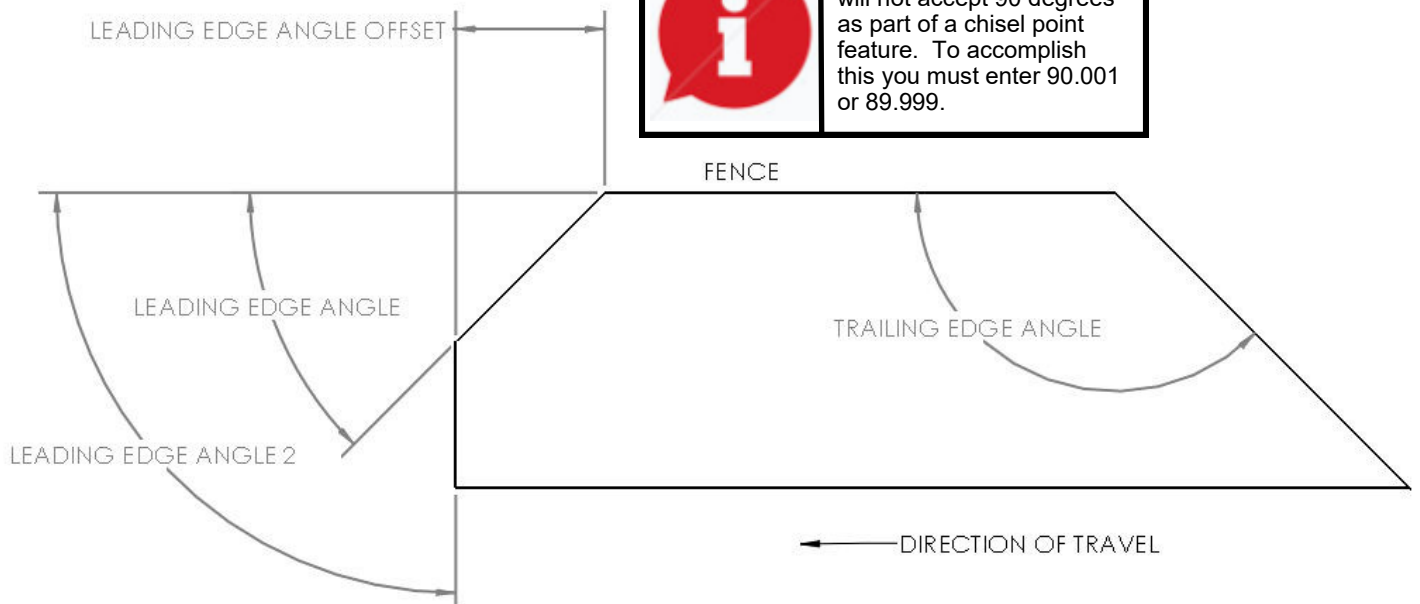 will not accept 90 degrees
as part of a chisel point
feature. To accomplish
this you must enter 90.001
or 89.999.
LEADING EDGE ANGLE OFFSET
FENCE
LEADING EDGE ANGLE
TRAILING EDGE ANGLE
LEADING EDGE ANGLE 2
DIRECTION OF TRAVEL